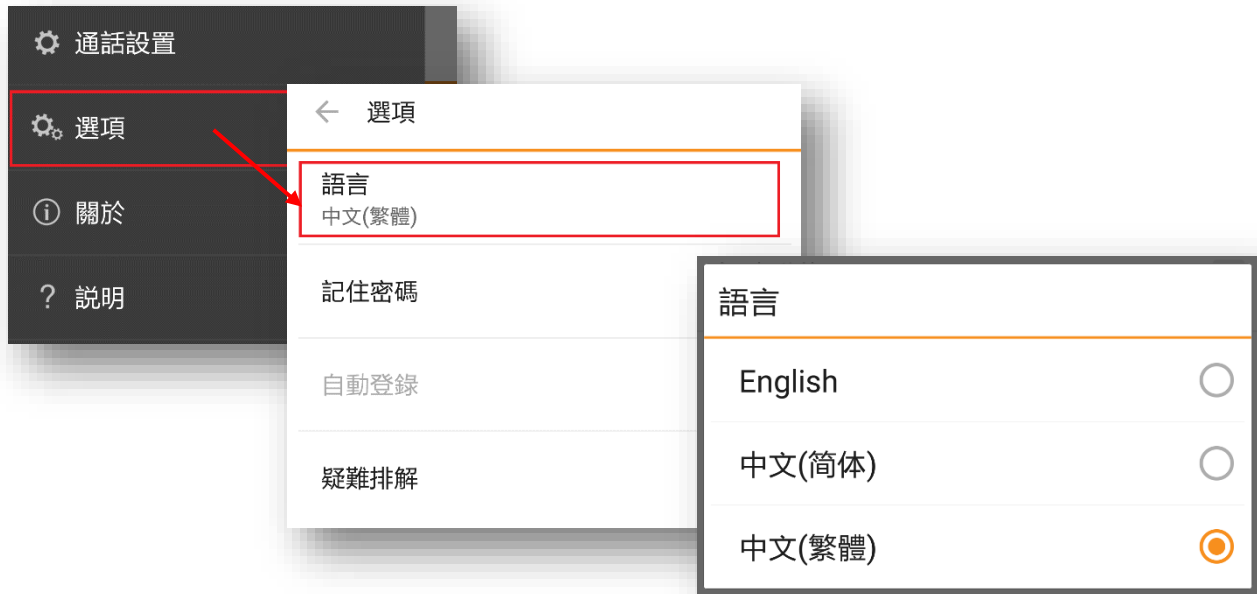 通話設置
選項
關於
? 説明
選項
語言
中文(繁體)
記住密碼
自動登錄
疑難排解
語言
English
中文(简体)
中文(繁體)